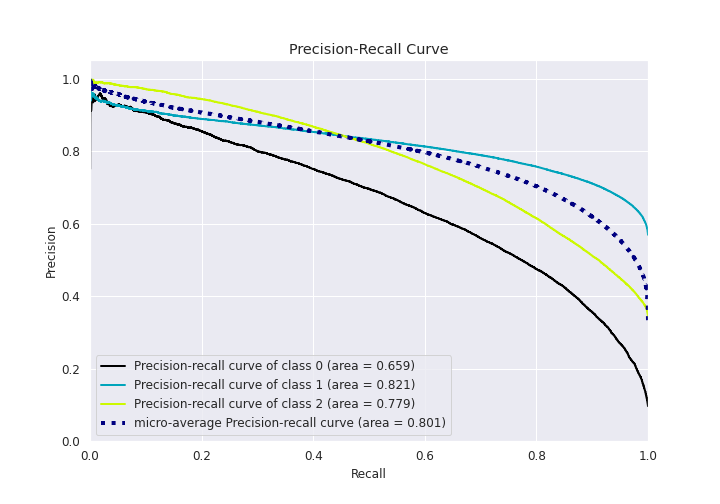 Precision-Recall Curve
1.0
0.8
0.6
0.4
0.2
0.0
Precision
Precision-recall curve of class 0 (area = 0.659)
Precision-recall curve of class 1 (area = 0.821)
Precision-recall curve of class 2 (area = 0.779)
micro-average Precision-recall curve (area = 0.801)
0.0 0.2 0.4 0.6 0.8 1.0
Recall